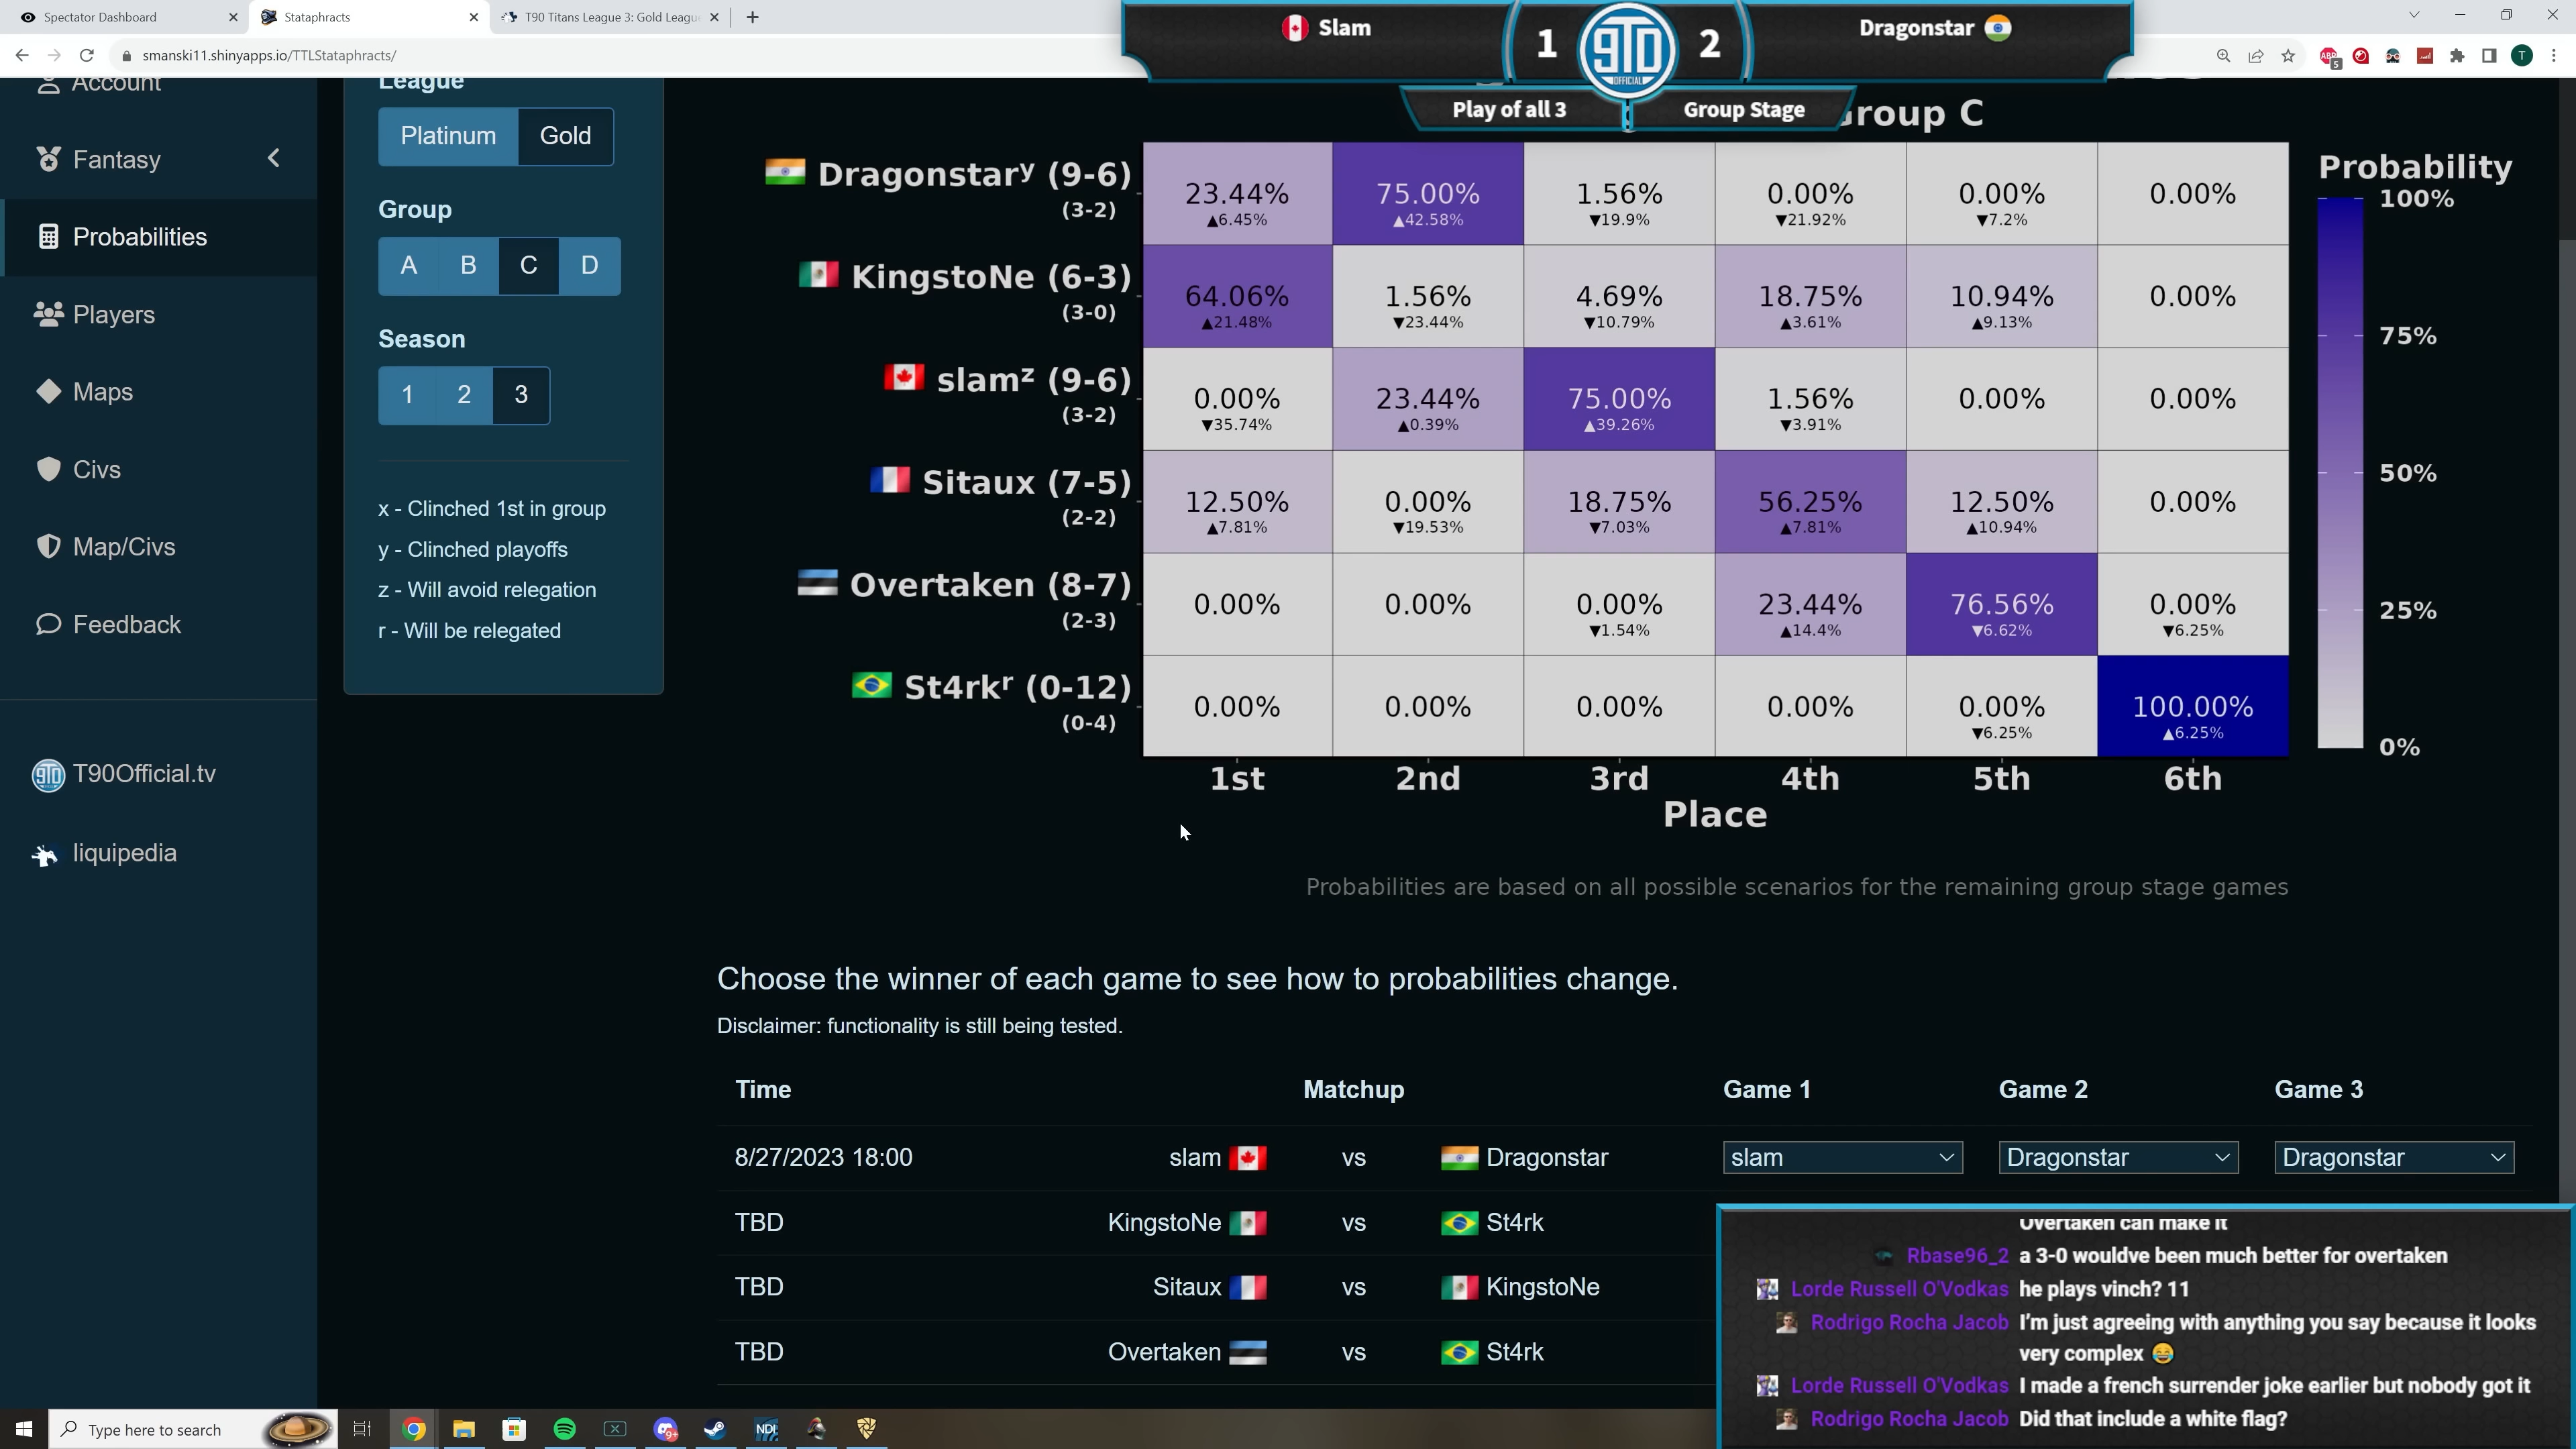 Spectator Dashboard
Stataphracts
T90 Titans League 3: Gold Leagu
smanski11.shinyapps.io/TTLStataphracts/
Slam
1
9TD
OFFICIAL
2
Dragonstar
Play of all 3
Group Stage
ABP
5
T
Account
Fantasy
Probabilities
Players
Maps
Civs
Map/Civs
Feedback
T90Official.tv
liquipedia
League
Platinum
Gold
Group
A B C D
Season
1 2 3
x - Clinched 1st in group
y - Clinched playoffs
z - Will avoid relegation
r - Will be relegated
roup C
Dragonstarʸ (9-6)
(3-2)
23.44% 75.00% 1.56% 0.00% 0.00% 0.00%
▲6.45% ▲42.58% ▼19.9% ▼21.92% ▼7.2%
KingstoNe (6-3)
(3-0)
64.06% 1.56% 4.69% 18.75% 10.94% 0.00%
▲21.48% ▼23.44% ▼10.79% ▲3.61% ▲9.13%
slamᶻ (9-6)
(3-2)
0.00% 23.44% 75.00% 1.56% 0.00% 0.00%
▼35.74% ▲0.39% ▲39.26% ▼3.91%
Sitaux (7-5)
(2-2)
12.50% 0.00% 18.75% 56.25% 12.50% 0.00%
▲7.81% ▼19.53% ▼7.03% ▲7.81% ▲10.94%
Overtaken (8-7)
(2-3)
0.00% 0.00% 0.00% 23.44% 76.56% 0.00%
▼1.54% ▲14.4% ▼6.62% ▼6.25%
St4rkʳ (0-12)
(0-4)
0.00% 0.00% 0.00% 0.00% 0.00% 100.00%
▼6.25% ▲6.25%
1st 2nd 3rd 4th 5th 6th
Place
Probability
100%
75%
50%
25%
0%
Probabilities are based on all possible scenarios for the remaining group stage games
Choose the winner of each game to see how to probabilities change.
Disclaimer: functionality is still being tested.
Time Matchup Game 1 Game 2 Game 3
8/27/2023 18:00 slam vs Dragonstar slam Dragonstar Dragonstar
TBD KingstoNe vs St4rk
TBD Sitaux vs KingstoNe
TBD Overtaken vs St4rk
Overtaken can make it
Rbase96_2 a 3-0 wouldve been much better for overtaken
Lorde Russell O'Vodkas he plays vinch? 11
Rodrigo Rocha Jacob I'm just agreeing with anything you say because it looks
very complex 😂
Lorde Russell O'Vodkas I made a french surrender joke earlier but nobody got it
Rodrigo Rocha Jacob Did that include a white flag?
Type here to search
9+
NDI